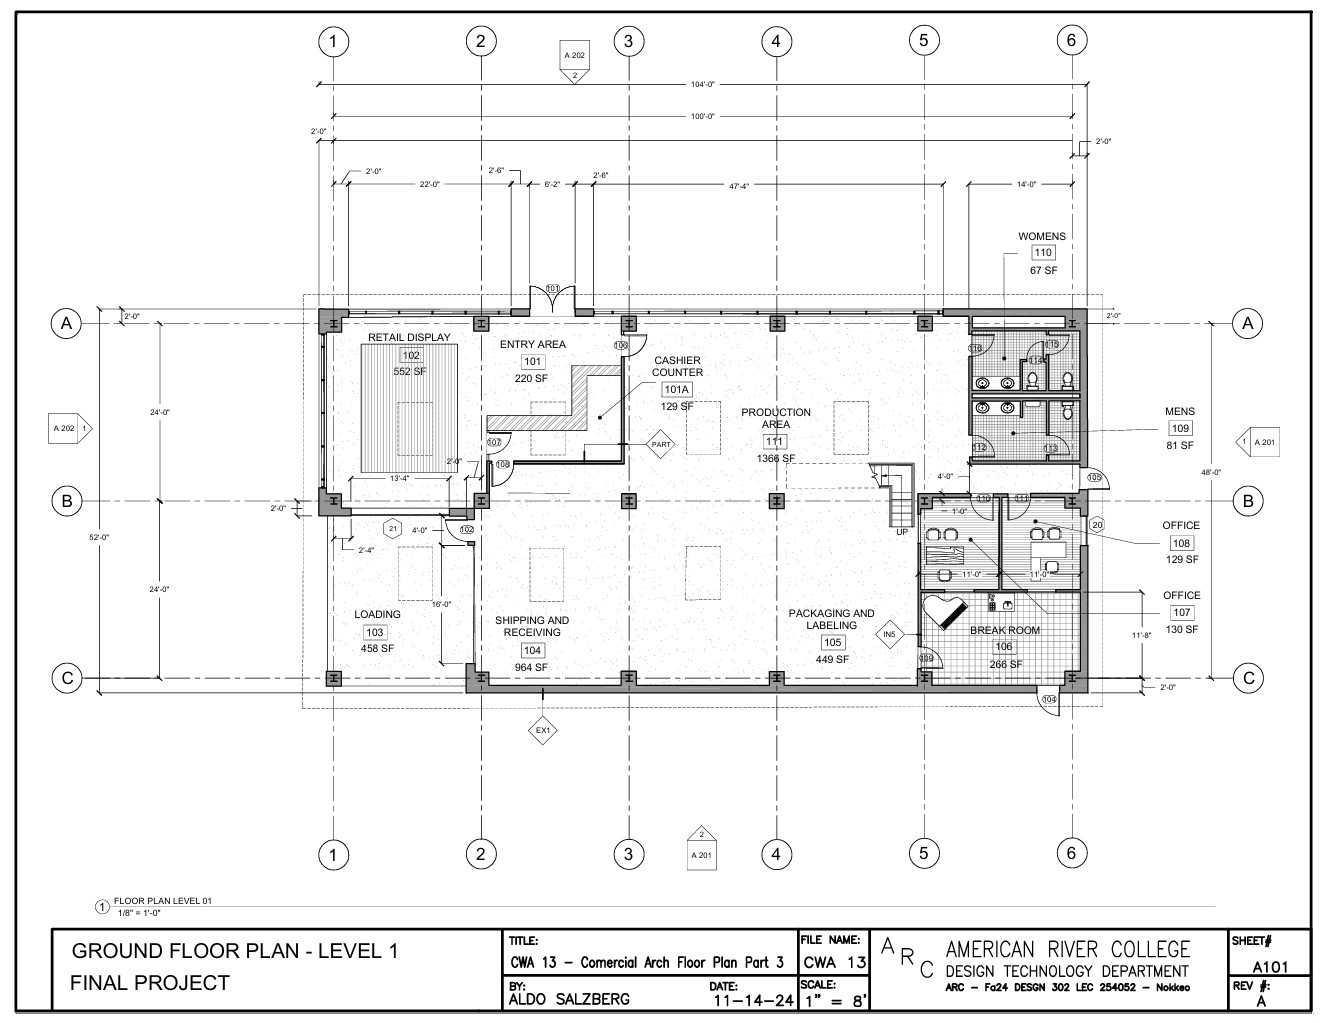 1 2 3 4 5 6
A 202
2
104'-0"
100'-0"
2'-0" 2'-0"
2'-0" 22'-0" 2'-6" 6'-2" 2'-6" 47'-4" 14'-0"
WOMENS
110
67 SF
101
A 2'-0" 2'-0" A
RETAIL DISPLAY
102
552 SF
ENTRY AREA
101
220 SF
100
CASHIER
COUNTER
101A
129 SF
116 114 115
PRODUCTION
AREA
111
1366 SF
MENS
109
81 SF
112 113
24'-0"
A 202 1
1 A 201
107
108
PART
2'-0"
13'-4"
4'-0"
105
48'-0"
B 2'-0" B
110 111
1'-0"
UP
52'-0"
21
4'-0"
102
2'-4"
20
OFFICE
108
129 SF
11'-0" 11'-0"
24'-0"
16'-0"
OFFICE
107
130 SF
LOADING
103
458 SF
SHIPPING AND
RECEIVING
104
964 SF
PACKAGING AND
LABELING
105
449 SF
IN5
BREAK ROOM
106
266 SF
109
11'-8"
C C
2'-0"
104
EX1
2
A 201
1 2 3 4 5 6
1 FLOOR PLAN LEVEL 01
1/8" = 1'-0"
GROUND FLOOR PLAN - LEVEL 1
FINAL PROJECT
TITLE:
CWA 13 - Comercial Arch Floor Plan Part 3
BY:
ALDO SALZBERG
DATE:
11-14-24
FILE NAME:
CWA 13
SCALE:
1" = 8'
ARC
AMERICAN RIVER COLLEGE
DESIGN TECHNOLOGY DEPARTMENT
ARC - Fa24 DESGN 302 LEC 254052 - Nokkeo
SHEET#
A101
REV #:
A